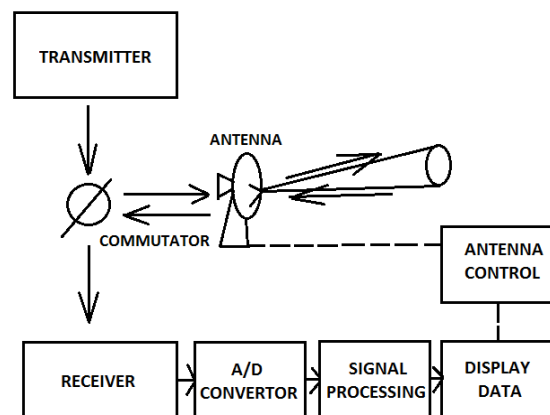 TRANSMITTER
ANTENNA
COMMUTATOR
ANTENNA
CONTROL
RECEIVER
A/D
CONVERTOR
SIGNAL
PROCESSING
DISPLAY
DATA